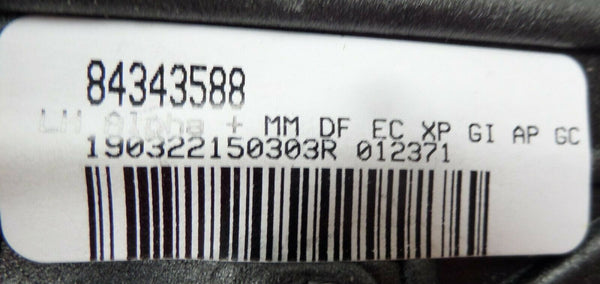 84343588
LH Alpha + MM DF EC XP GI AP GC
190322150303R 012371